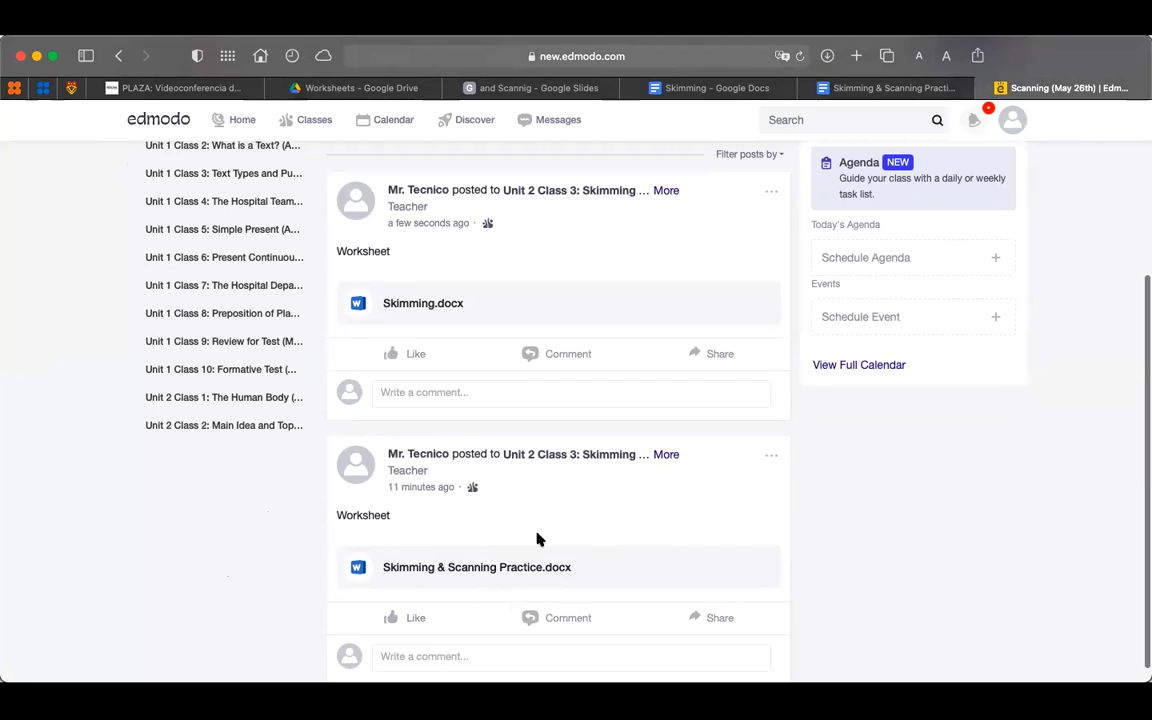 new.edmodo.com
A
A
PLAZA: Videoconferencia d...
Worksheets - Google Drive
and Scannig - Google Slides
Skimming - Google Docs
Skimming & Scanning Practi...
Scanning (May 26th) | Edm...
edmodo
Home
Classes
Calendar
Discover
Messages
Search
Unit 1 Class 2: What is a Text? (A...
Unit 1 Class 3: Text Types and Pu...
Unit 1 Class 4: The Hospital Team...
Unit 1 Class 5: Simple Present (A...
Unit 1 Class 6: Present Continuou...
Unit 1 Class 7: The Hospital Depa...
Unit 1 Class 8: Preposition of Pla...
Unit 1 Class 9: Review for Test (M...
Unit 1 Class 10: Formative Test (...
Unit 2 Class 1: The Human Body (...
Unit 2 Class 2: Main Idea and Top...
Filter posts by
Mr. Tecnico posted to Unit 2 Class 3: Skimming ... More
Teacher
a few seconds ago ·
Worksheet
W
Skimming.docx
Like
Comment
Share
Write a comment...
Mr. Tecnico posted to Unit 2 Class 3: Skimming ... More
Teacher
11 minutes ago ·
Worksheet
W
Skimming & Scanning Practice.docx
Like
Comment
Share
Write a comment...
Agenda NEW
Guide your class with a daily or weekly
task list.
Today's Agenda
Schedule Agenda +
Events
Schedule Event +
View Full Calendar